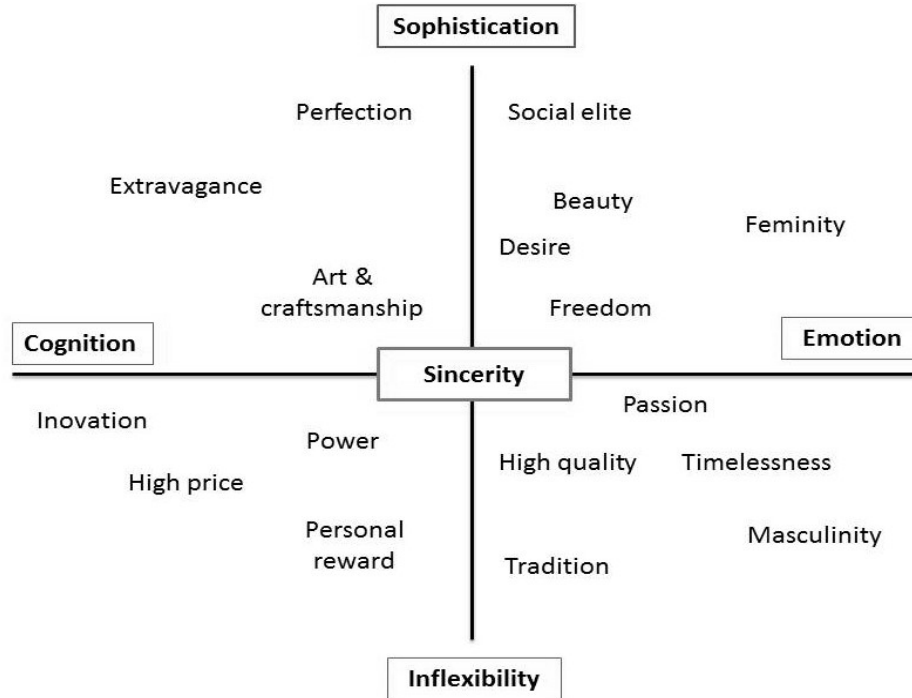 Sophistication
Perfection
Social elite
Extravagance
Beauty
Feminity
Desire
Art &
craftsmanship
Freedom
Cognition
Emotion
Sincerity
Inovation
Passion
Power
High quality
Timelessness
High price
Personal
reward
Masculinity
Tradition
Inflexibility